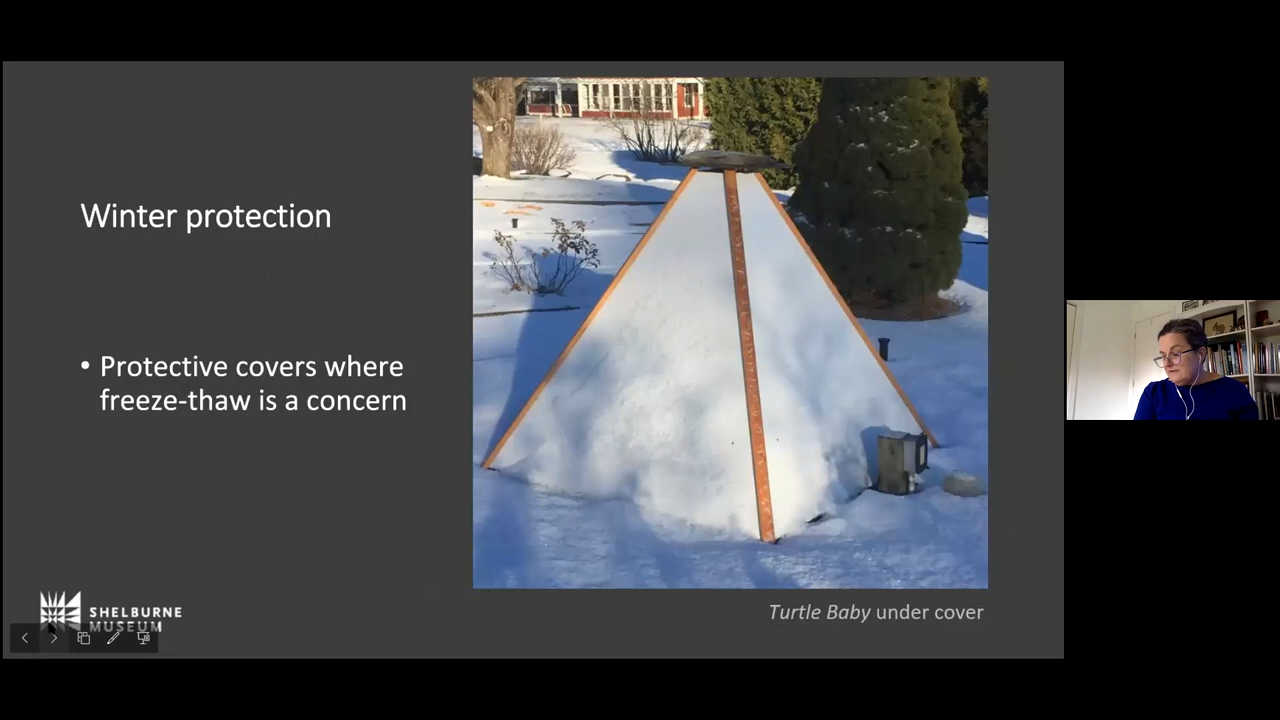 Winter protection
• Protective covers where
freeze-thaw is a concern
SHELBURNE
MUSEUM
Turtle Baby under cover